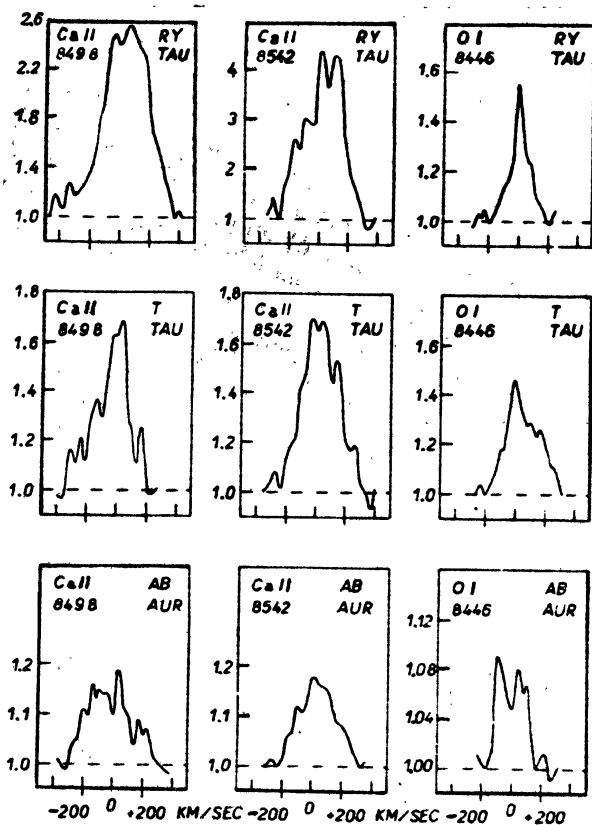 2.6
Ca II RY
8498 TAU
2.2
1.8
1.4
1.0
Ca II RY
8542 TAU
4
3
2
1
O I RY
8446 TAU
1.6
1.4
1.2
1.0
1.8
Ca II T
8498 TAU
1.6
1.4
1.2
1.0
1.8
Ca II T
8542 TAU
1.6
1.4
1.2
1.0
O I T
8446 TAU
1.6
1.4
1.2
1.0
Ca II AB
8498 AUR
1.2
1.1
1.0
Ca II AB
8542 AUR
1.2
1.1
1.0
O I AB
8446 AUR
1.12
1.08
1.04
1.00
-200 0 +200 KM/SEC -200 0 +200 KM/SEC -200 0 +200